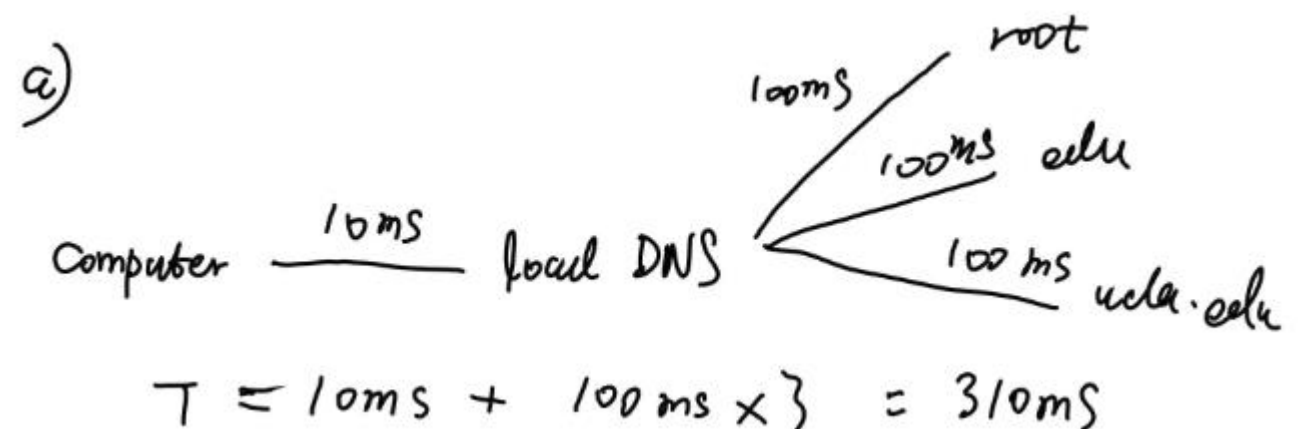 a)
root
100ms
100ms edu
10ms
Computer local DNS
100 ms ucla.edu
T = 10ms + 100ms x 3 = 310ms